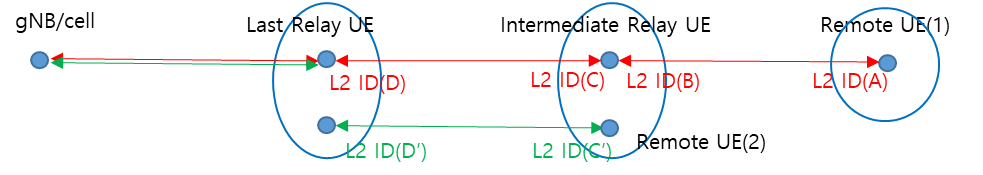 gNB/cell
Last Relay UE
Intermediate Relay UE
Remote UE(1)
L2 ID(D)
L2 ID(C)
L2 ID(B)
L2 ID(A)
L2 ID(D’)
L2 ID(C’)
Remote UE(2)